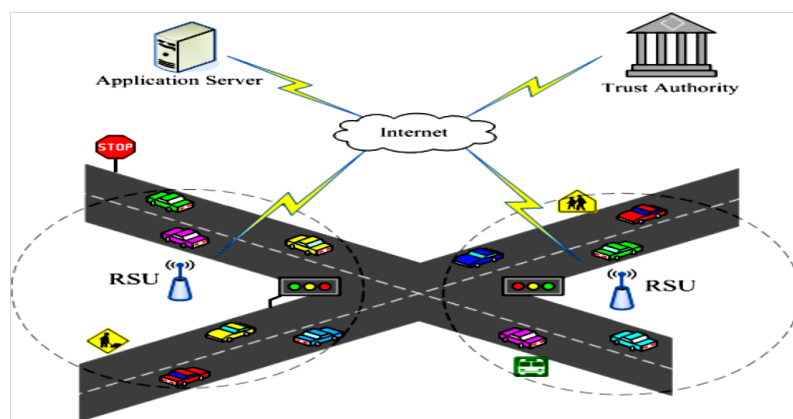 Application Server
Trust Authority
Internet
STOP
RSU
RSU